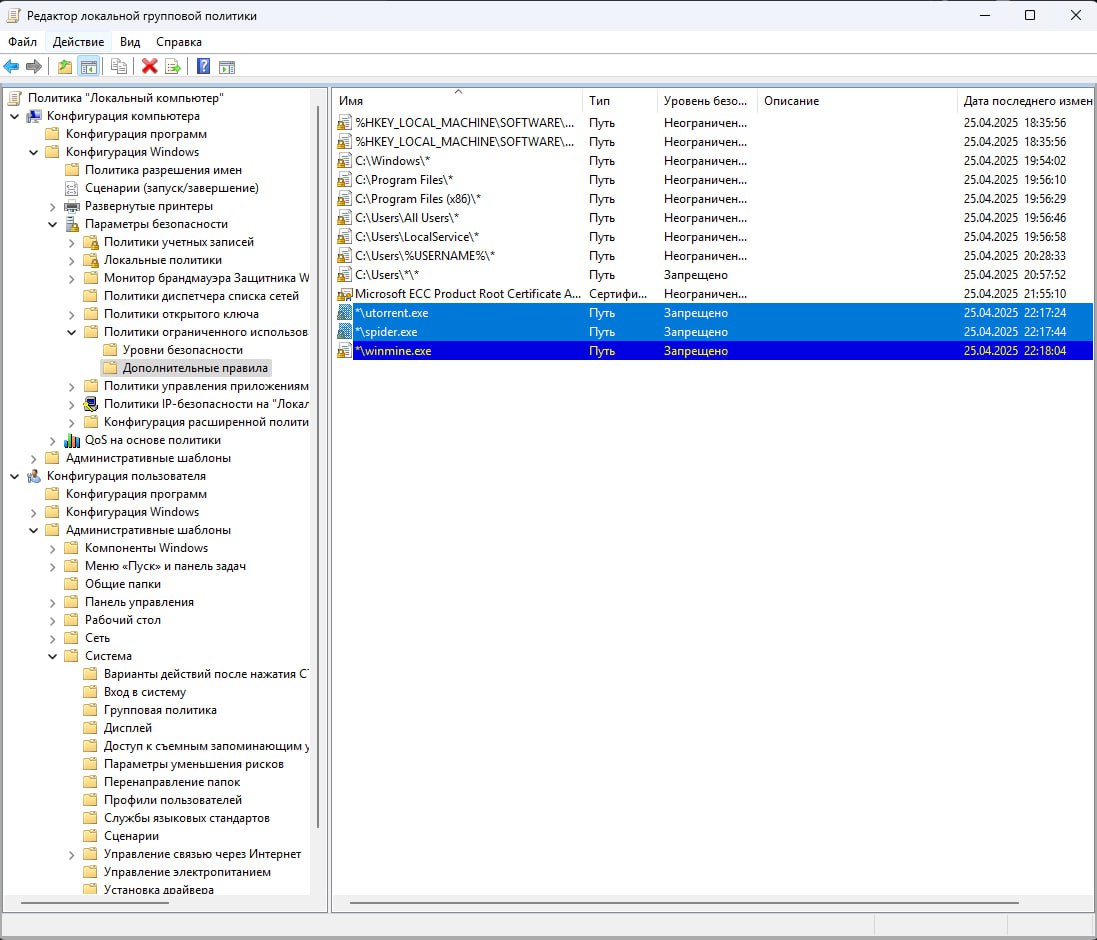 Редактор локальной групповой политики
Файл Действие Вид Справка
Политика "Локальный компьютер"
Конфигурация компьютера
Конфигурация программ
Конфигурация Windows
Политика разрешения имен
Сценарии (запуск/завершение)
Развернутые принтеры
Параметры безопасности
Политики учетных записей
Локальные политики
Монитор брандмауэра Защитника W
Политики диспетчера списка сетей
Политики открытого ключа
Политики ограниченного использов
Уровни безопасности
Дополнительные правила
Политики управления приложениям
Политики IP-безопасности на "Локал
Конфигурация расширенной полити
QoS на основе политики
Административные шаблоны
Конфигурация пользователя
Конфигурация программ
Конфигурация Windows
Административные шаблоны
Компоненты Windows
Меню «Пуск» и панель задач
Общие папки
Панель управления
Рабочий стол
Сеть
Система
Варианты действий после нажатия CT
Вход в систему
Групповая политика
Дисплей
Доступ к съемным запоминающим у
Параметры уменьшения рисков
Перенаправление папок
Профили пользователей
Службы языковых стандартов
Сценарии
Управление связью через Интернет
Управление электропитанием
Установка драйвера
Имя Тип Уровень безо... Описание Дата последнего измен
%HKEY_LOCAL_MACHINE\SOFTWARE\... Путь Неограничен... 25.04.2025 18:35:56
%HKEY_LOCAL_MACHINE\SOFTWARE\... Путь Неограничен... 25.04.2025 18:35:56
C:\Windows\* Путь Неограничен... 25.04.2025 19:54:02
C:\Program Files\* Путь Неограничен... 25.04.2025 19:56:10
C:\Program Files (x86)\* Путь Неограничен... 25.04.2025 19:56:29
C:\Users\All Users\* Путь Неограничен... 25.04.2025 19:56:46
C:\Users\LocalService\* Путь Неограничен... 25.04.2025 19:56:58
C:\Users\%USERNAME%\* Путь Неограничен... 25.04.2025 20:28:33
C:\Users\*\* Путь Запрещено 25.04.2025 20:57:52
Microsoft ECC Product Root Certificate A... Сертифи... Неограничен... 25.04.2025 21:55:10
*\utorrent.exe Путь Запрещено 25.04.2025 22:17:24
*\spider.exe Путь Запрещено 25.04.2025 22:17:44
*\winmine.exe Путь Запрещено 25.04.2025 22:18:04